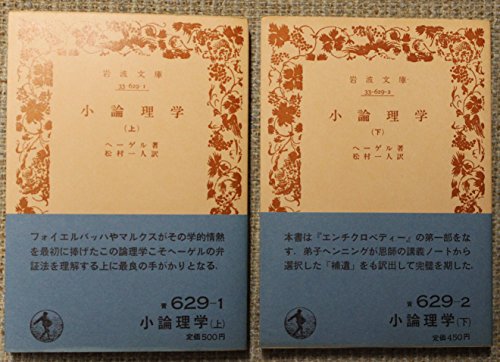 岩波文庫
33-629-1
小論理学
(上)
ヘーゲル著
松村一人訳
フォイエルバッハやマルクスがその学的情熱
を最初に捧げたこの論理学こそヘーゲルの弁
証法を理解する上に最良の手がかりとなる.
青 629-1
小論理学(上)
定価500円
岩波文庫
33-629-2
小論理学
(下)
ヘーゲル著
松村一人訳
本書は『エンチクロペディー』の第一部をな
す. 弟子ヘンニングが恩師の講義ノートから
選択した「補遺」をも訳出して完璧を期した.
青 629-2
小論理学(下)
定価450円